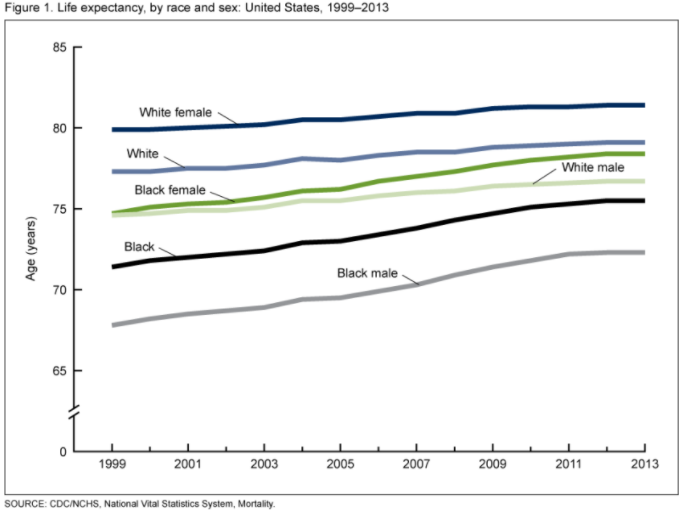 Figure 1. Life expectancy, by race and sex: United States, 1999–2013
85
White female
80
White
White male
Black female
75
Black
Age (years)
Black male
70
65
0
1999 2001 2003 2005 2007 2009 2011 2013
SOURCE: CDC/NCHS, National Vital Statistics System, Mortality.